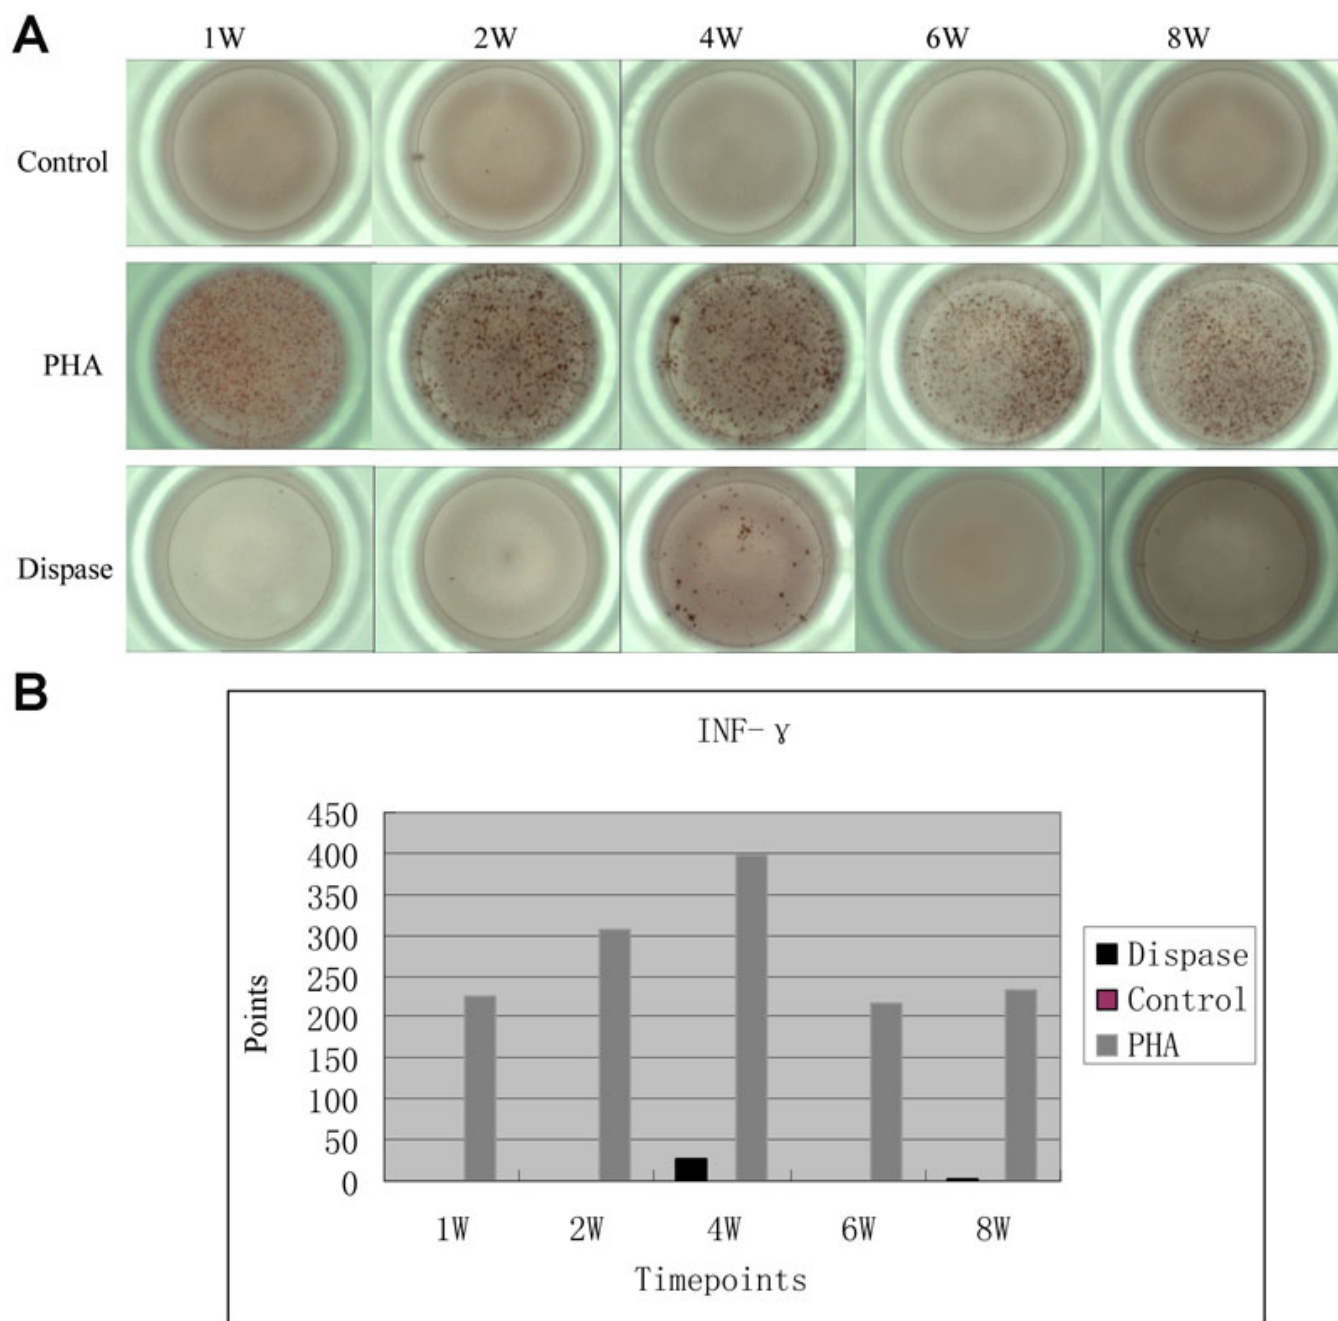 A
1W 2W 4W 6W 8W
Control
PHA
Dispase
B
INF-γ
450
400
350
300
250
200
150
100
50
0
Points
1W 2W 4W 6W 8W
Timepoints
Dispase
Control
PHA